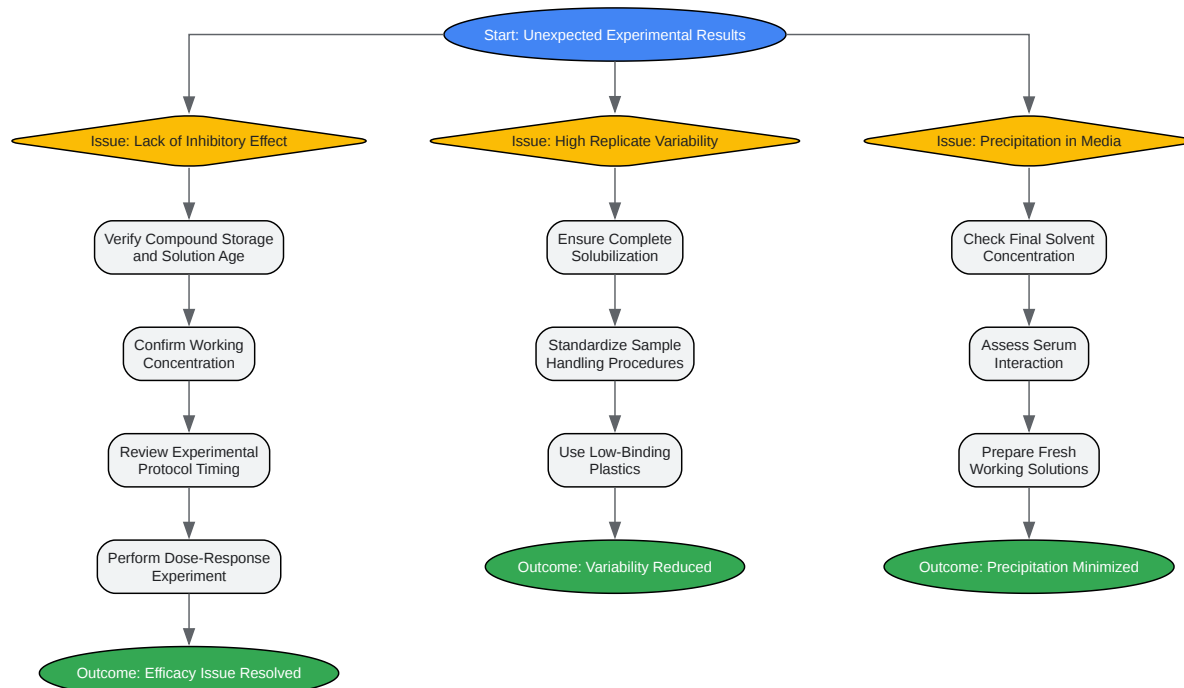 Start: Unexpected Experimental Results
Issue: Lack of Inhibitory Effect
Issue: High Replicate Variability
Issue: Precipitation in Media
Verify Compound Storage
and Solution Age
Ensure Complete
Solubilization
Check Final Solvent
Concentration
Confirm Working
Concentration
Standardize Sample
Handling Procedures
Assess Serum
Interaction
Review Experimental
Protocol Timing
Use Low-Binding
Plastics
Prepare Fresh
Working Solutions
Perform Dose-Response
Experiment
Outcome: Variability Reduced
Outcome: Precipitation Minimized
Outcome: Efficacy Issue Resolved